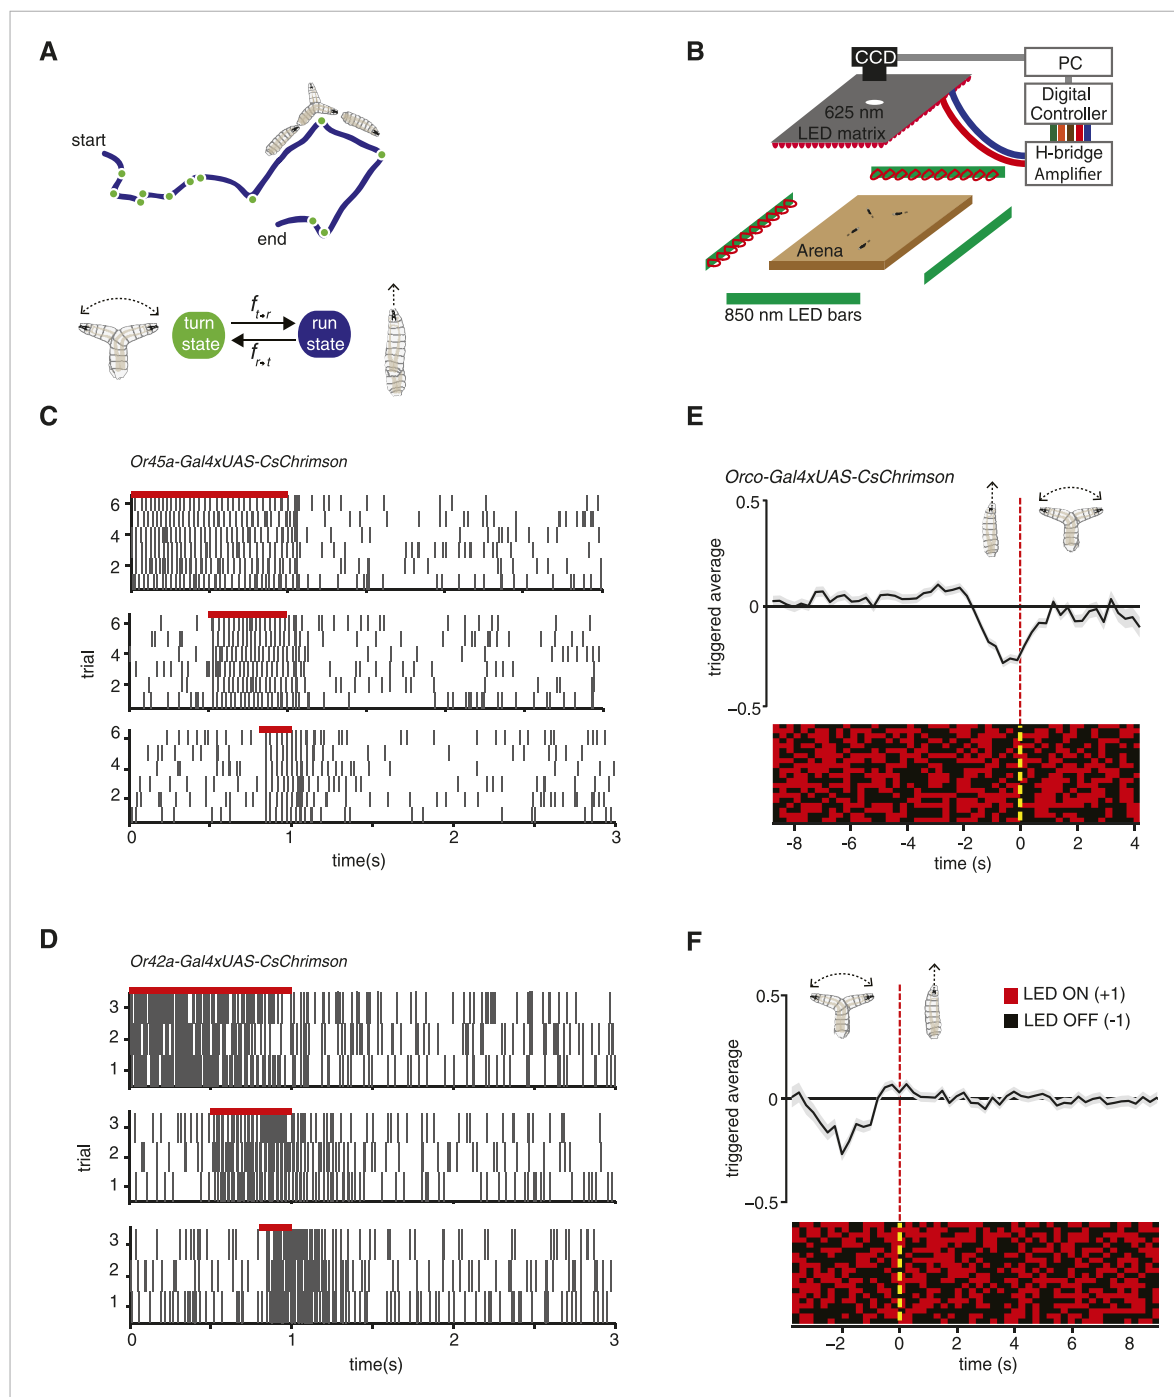 A
start
end
turn
state
f t→r
f r→t
run
state
B
CCD
PC
Digital
Controller
H-bridge
Amplifier
625 nm
LED matrix
Arena
850 nm LED bars
C
Or45a-Gal4xUAS-CsChrimson
6
4
2
6
4
2
trial
6
4
2
0 1 2 3
time(s)
D
Or42a-Gal4xUAS-CsChrimson
3
2
1
3
2
1
trial
3
2
1
0 1 2 3
time(s)
E
Orco-Gal4xUAS-CsChrimson
0.5
0
−0.5
triggered average
-8 -6 -4 -2 0 2 4
time (s)
F
LED ON (+1)
LED OFF (-1)
0.5
0
−0.5
triggered average
-2 0 2 4 6 8
time (s)